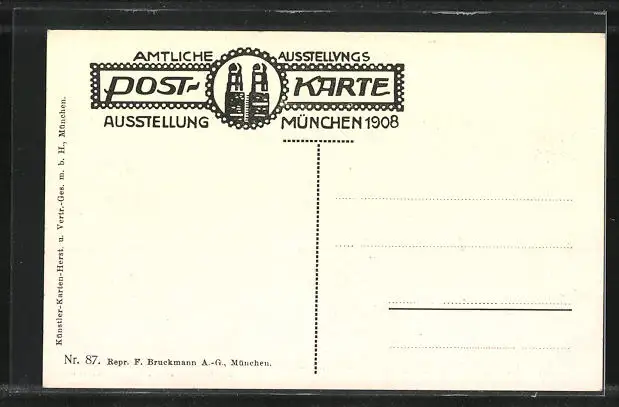 AMTLICHE AUSSTELLVNGS
POST- KARTE
AUSSTELLUNG MÜNCHEN 1908
Künstler-Karten-Herst. u. Vertr.-Ges. m. b. H., München.
Nr. 87. Repr. F. Bruckmann A.-G., München.